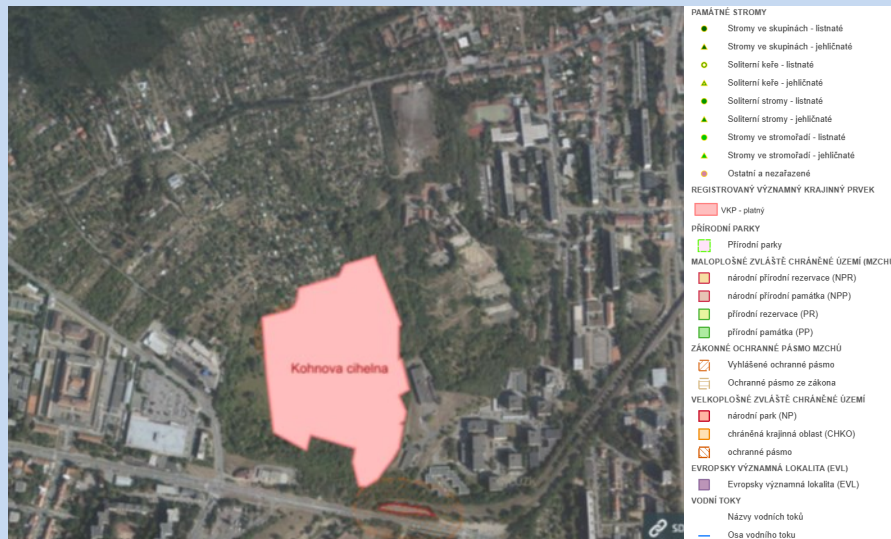 Kohnova cihelna
PAMÁTNÉ STROMY
Stromy ve skupinách - listnaté
Stromy ve skupinách - jehličnaté
Soliterní keře - listnaté
Soliterní keře - jehličnaté
Soliterní stromy - listnaté
Soliterní stromy - jehličnaté
Stromy ve stromořadí - listnaté
Stromy ve stromořadí - jehličnaté
Ostatní a nezařazené
REGISTROVANÝ VÝZNAMNÝ KRAJINNÝ PRVEK
VKP - platný
PŘÍRODNÍ PARKY
Přírodní parky
MALOPLOŠNÉ ZVLÁŠTĚ CHRÁNĚNÉ ÚZEMÍ (MZCHÚ
národní přírodní rezervace (NPR)
národní přírodní památka (NPP)
přírodní rezervace (PR)
přírodní památka (PP)
ZÁKONNÉ OCHRANNÉ PÁSMO MZCHÚ
Vyhlášené ochranné pásmo
Ochranné pásmo ze zákona
VELKOPLOŠNÉ ZVLÁŠTĚ CHRÁNĚNÉ ÚZEMÍ
národní park (NP)
chráněná krajinná oblast (CHKO)
ochranné pásmo
EVROPSKY VÝZNAMNÁ LOKALITA (EVL)
Evropsky významná lokalita (EVL)
VODNÍ TOKY
Názvy vodních toků
Osa vodního toku